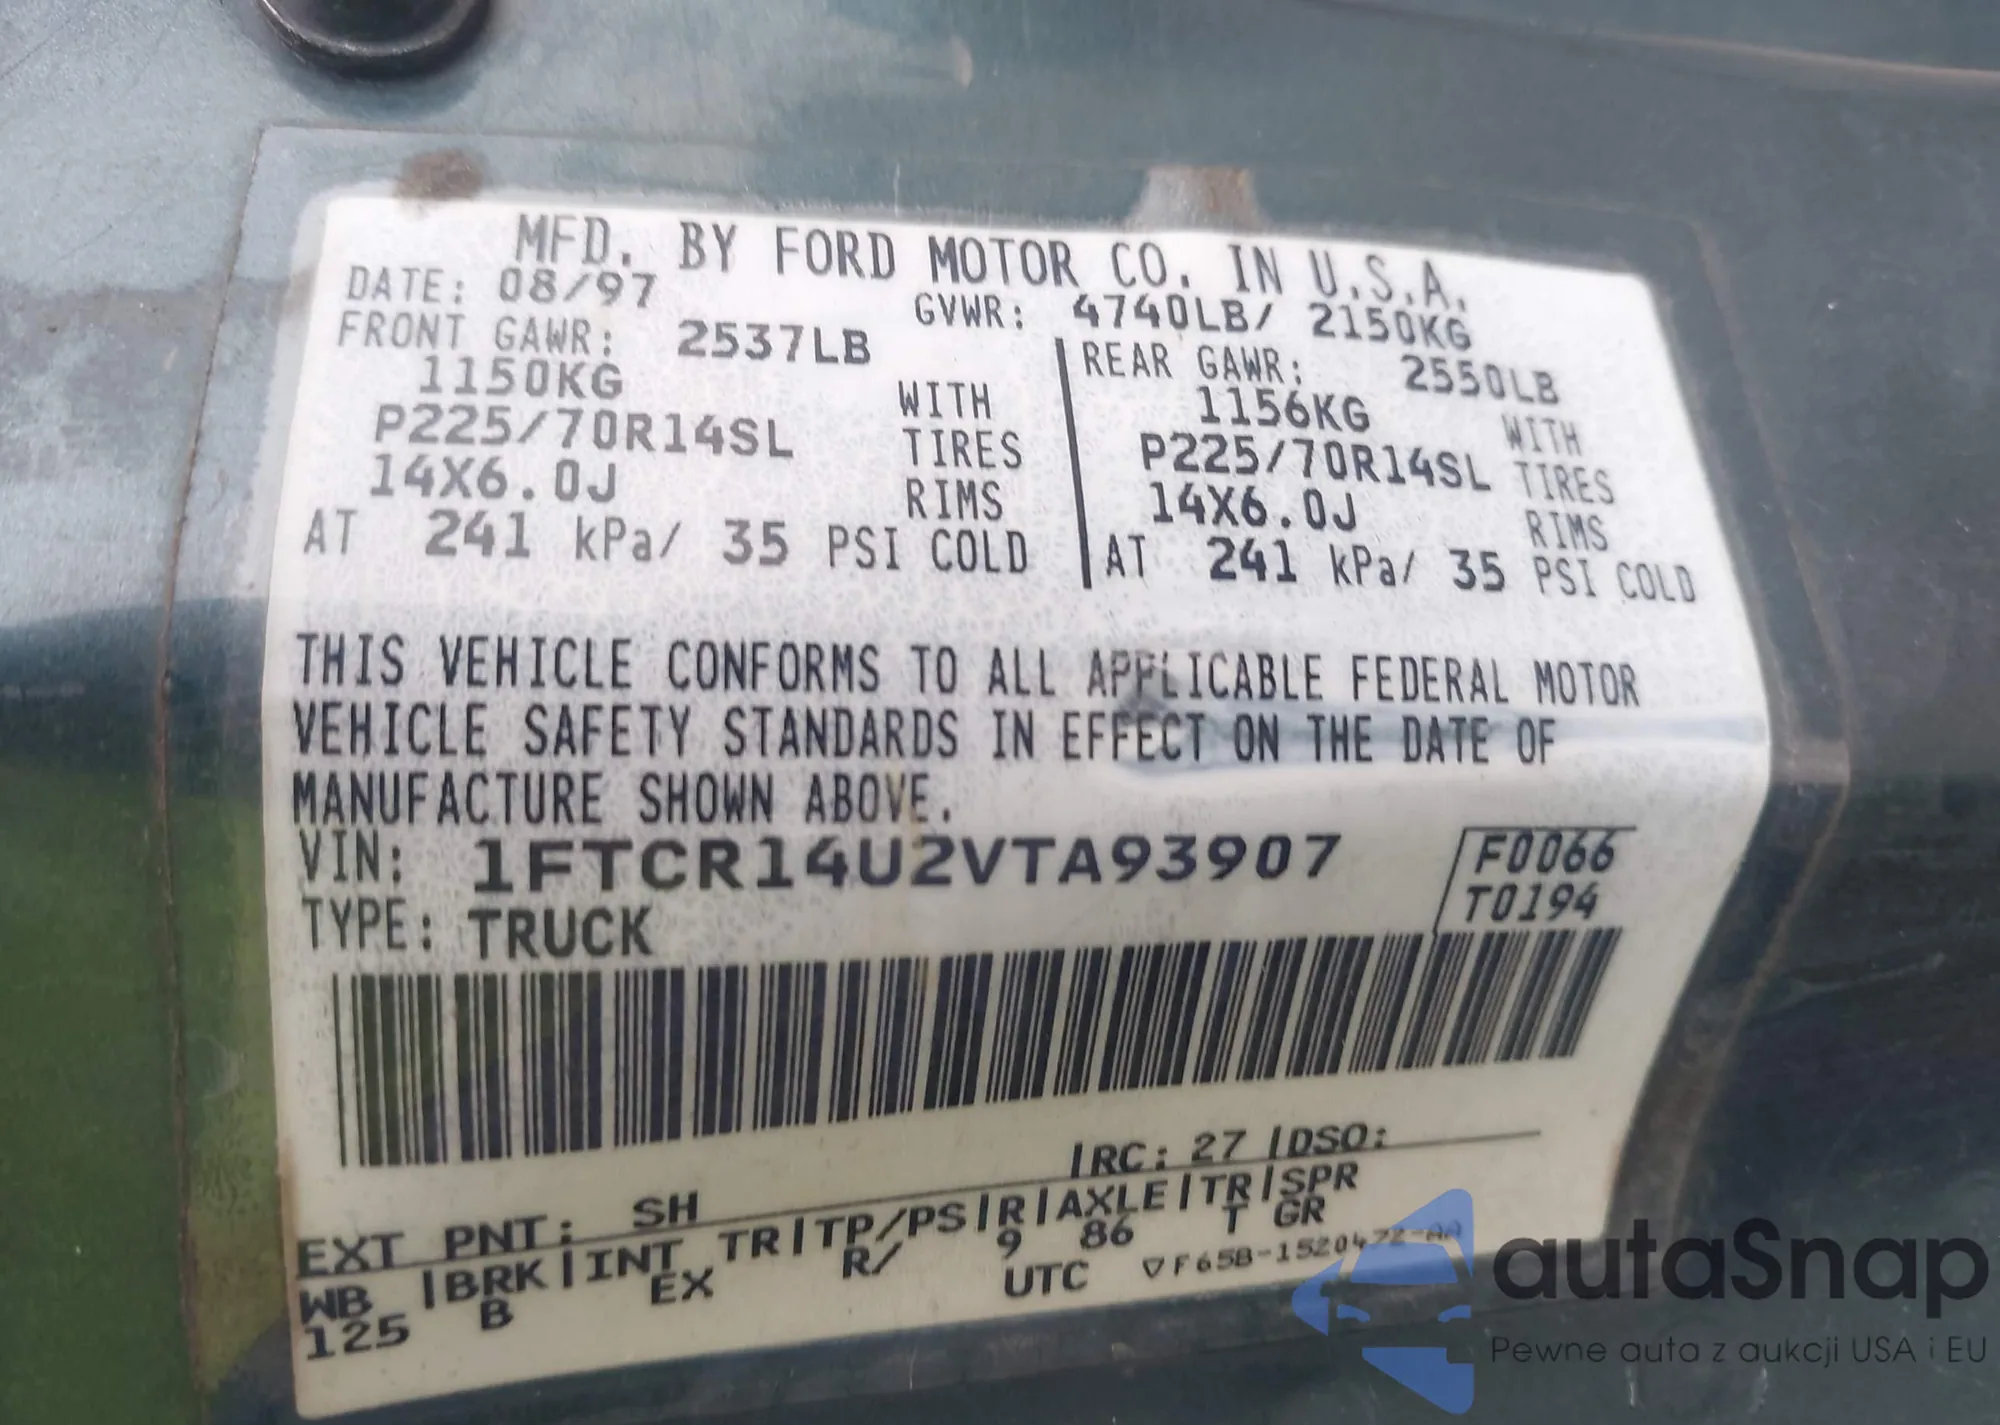 MFD. BY FORD MOTOR CO. IN U.S.A.
DATE: 08/97 GVWR: 4740LB/ 2150KG
FRONT GAWR: 2537LB REAR GAWR: 2550LB
1150KG WITH 1156KG WITH
P225/70R14SL TIRES P225/70R14SL TIRES
14X6.0J RIMS 14X6.0J RIMS
AT 241 kPa/ 35 PSI COLD AT 241 kPa/ 35 PSI COLD
THIS VEHICLE CONFORMS TO ALL APPLICABLE FEDERAL MOTOR
VEHICLE SAFETY STANDARDS IN EFFECT ON THE DATE OF
MANUFACTURE SHOWN ABOVE.
VIN: 1FTCR14U2VTA93907 F0066
TYPE: TRUCK T0194
EXT PNT: SH RC: 27 DSO:
WB BRK INT TR TP/PS R AXLE TR SPR
125 B EX R/ 9 86 T GR
UTC ▽F65B-1520472-AA
autoSnap
Pewne auta z aukcji USA i EU